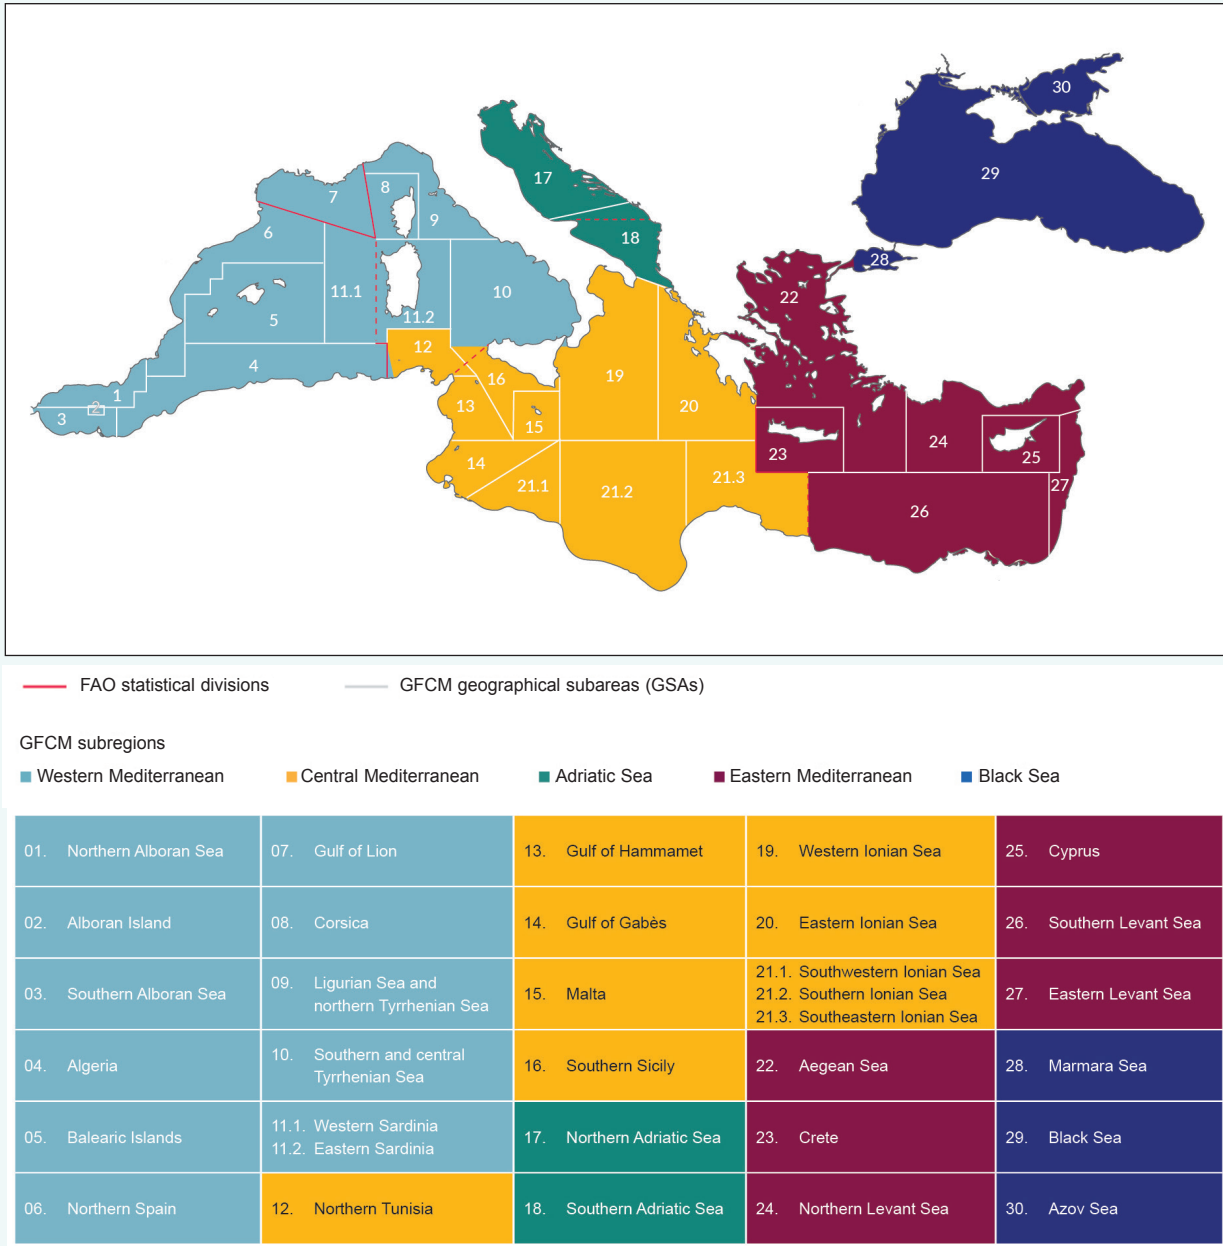 30
17
29
7
8
9
6
18
28
22
11.1
10
5
11.2
12
4
16
19
1
2
3
13
20
15
24
23
25
14
21.1
21.2
21.3
27
26
FAO statistical divisions
GFCM geographical subareas (GSAs)
GFCM subregions
Western Mediterranean
Central Mediterranean
Adriatic Sea
Eastern Mediterranean
Black Sea
01. Northern Alboran Sea
02. Alboran Island
03. Southern Alboran Sea
04. Algeria
05. Balearic Islands
06. Northern Spain
07. Gulf of Lion
08. Corsica
09. Ligurian Sea and
northern Tyrrhenian Sea
10. Southern and central
Tyrrhenian Sea
11.1. Western Sardinia
11.2. Eastern Sardinia
12. Northern Tunisia
13. Gulf of Hammamet
14. Gulf of Gabès
15. Malta
16. Southern Sicily
17. Northern Adriatic Sea
18. Southern Adriatic Sea
19. Western Ionian Sea
20. Eastern Ionian Sea
21.1. Southwestern Ionian Sea
21.2. Southern Ionian Sea
21.3. Southeastern Ionian Sea
22. Aegean Sea
23. Crete
24. Northern Levant Sea
25. Cyprus
26. Southern Levant Sea
27. Eastern Levant Sea
28. Marmara Sea
29. Black Sea
30. Azov Sea